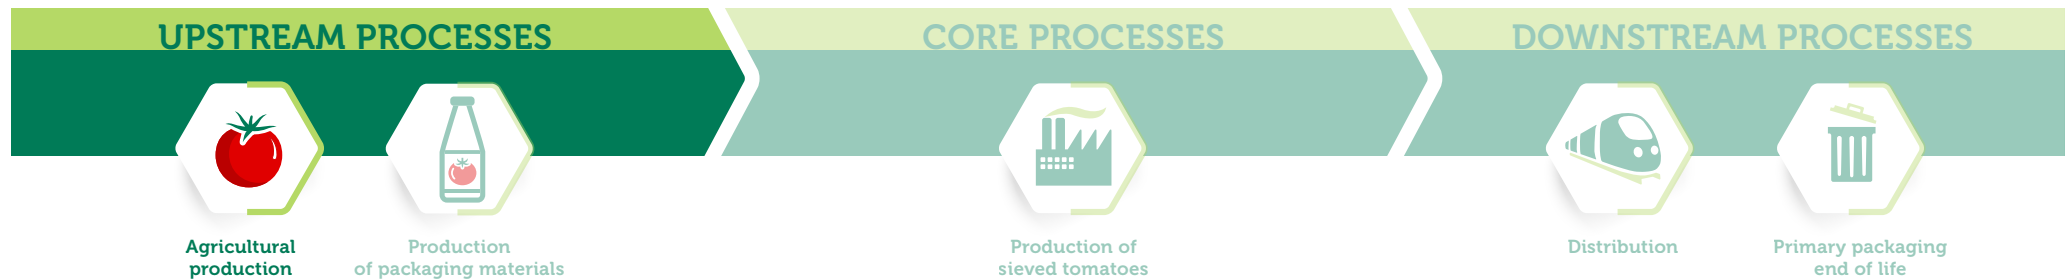 UPSTREAM PROCESSES
CORE PROCESSES
DOWNSTREAM PROCESSES
Agricultural
production
Production
of packaging materials
Production of
sieved tomatoes
Distribution
Primary packaging
end of life